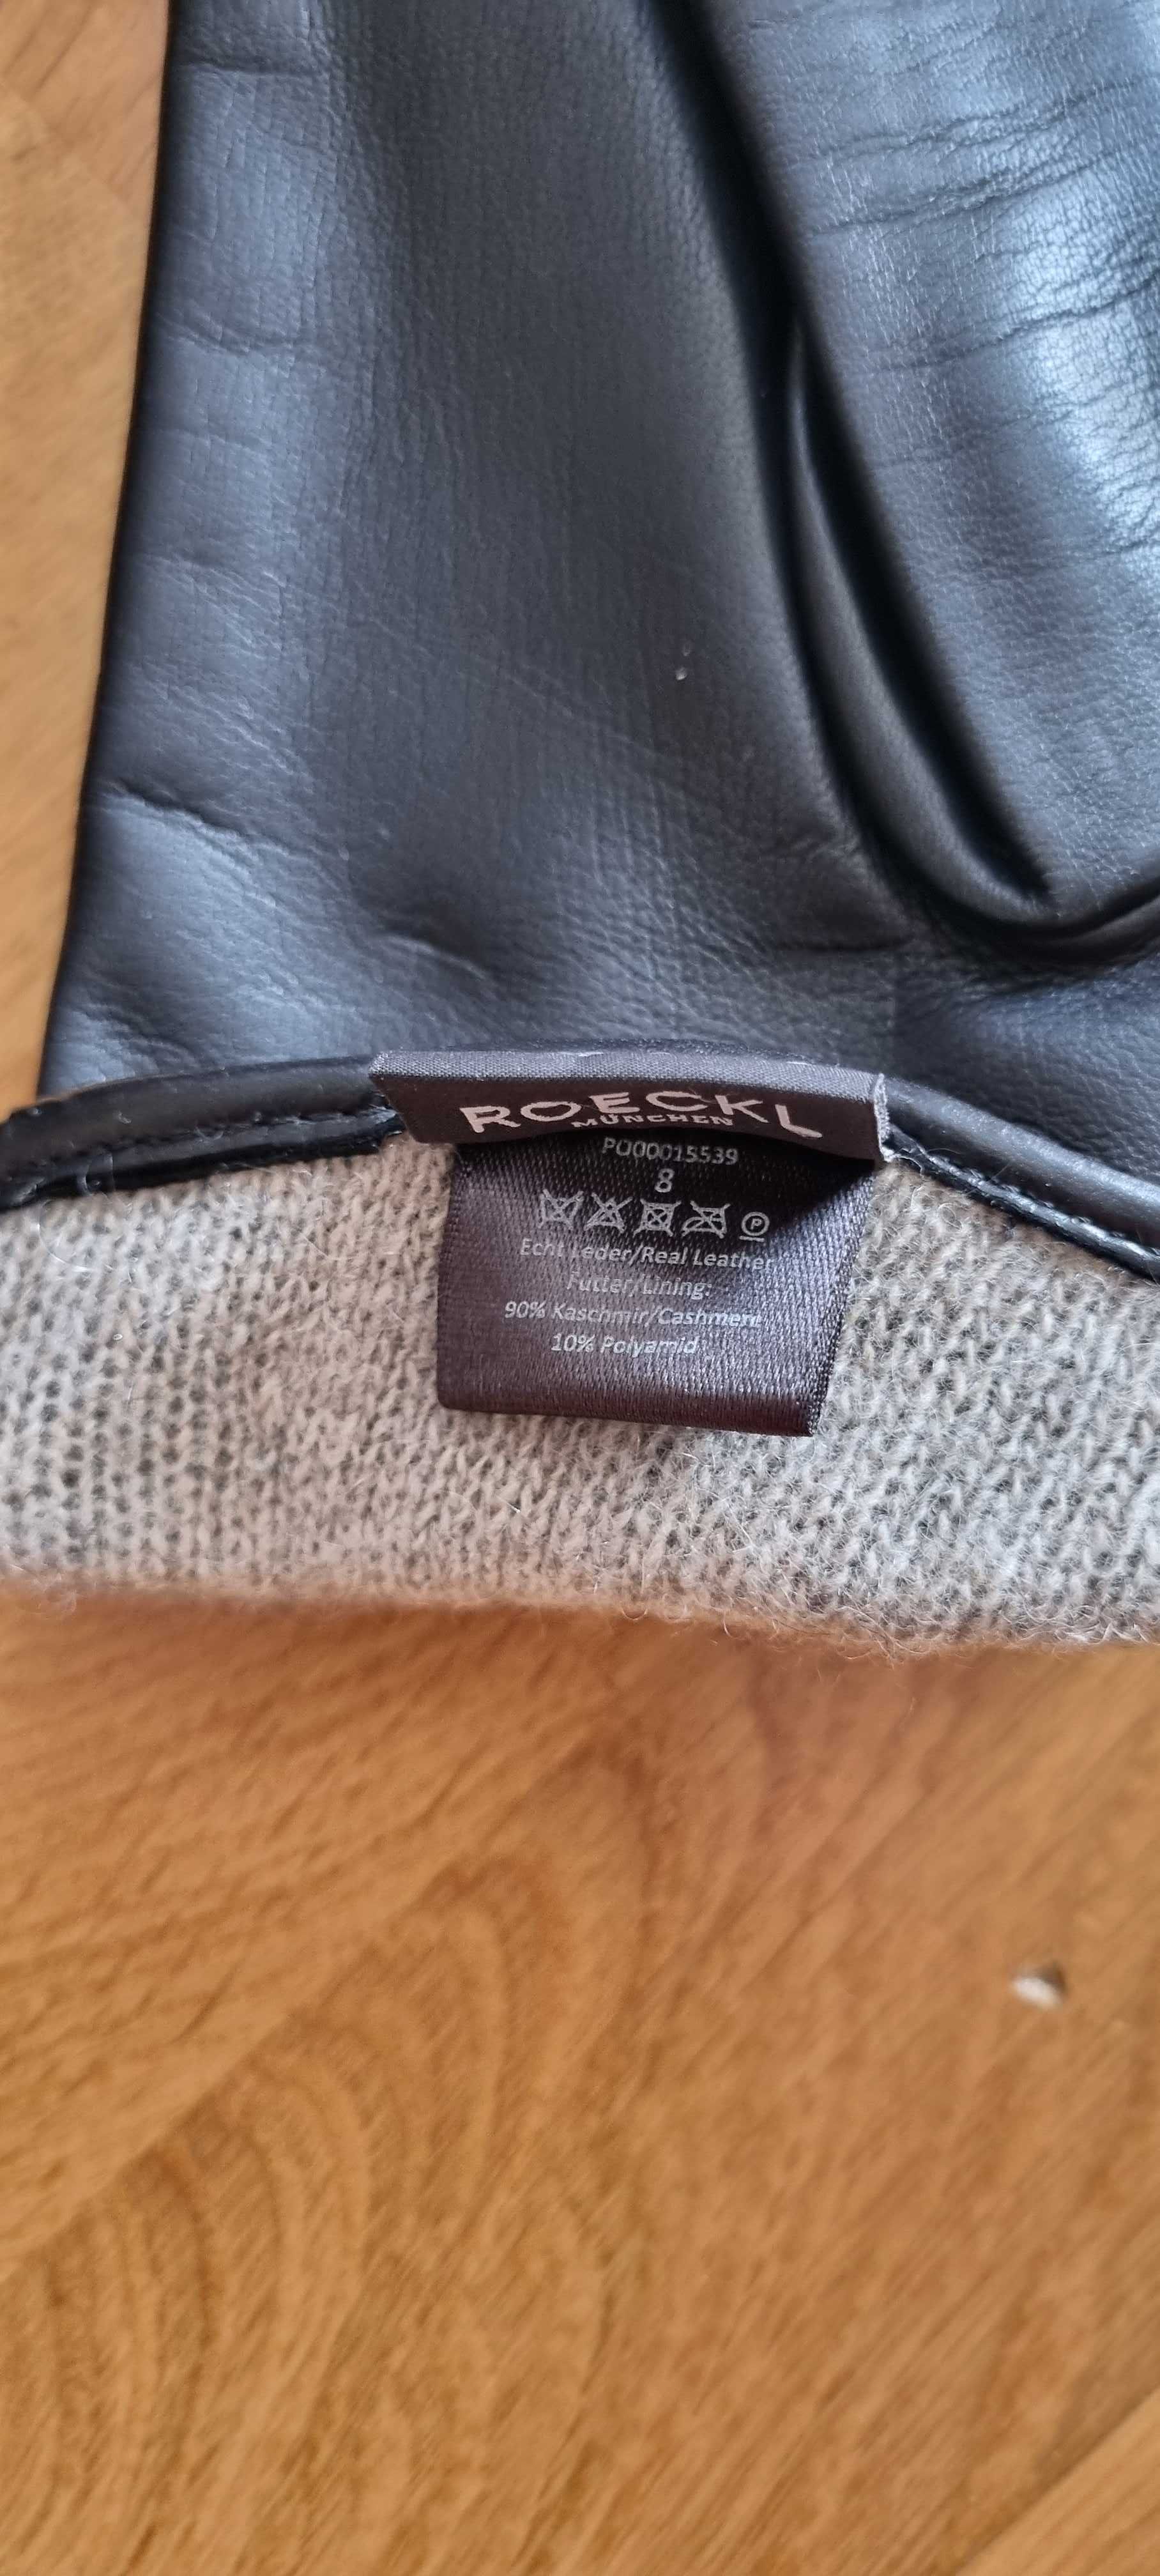 ROECKL
MÜNCHEN
PO00015539
8
P
Echt Leder/Real Leather
Futter/Lining:
90% Kaschmir/Cashmere
10% Polyamid